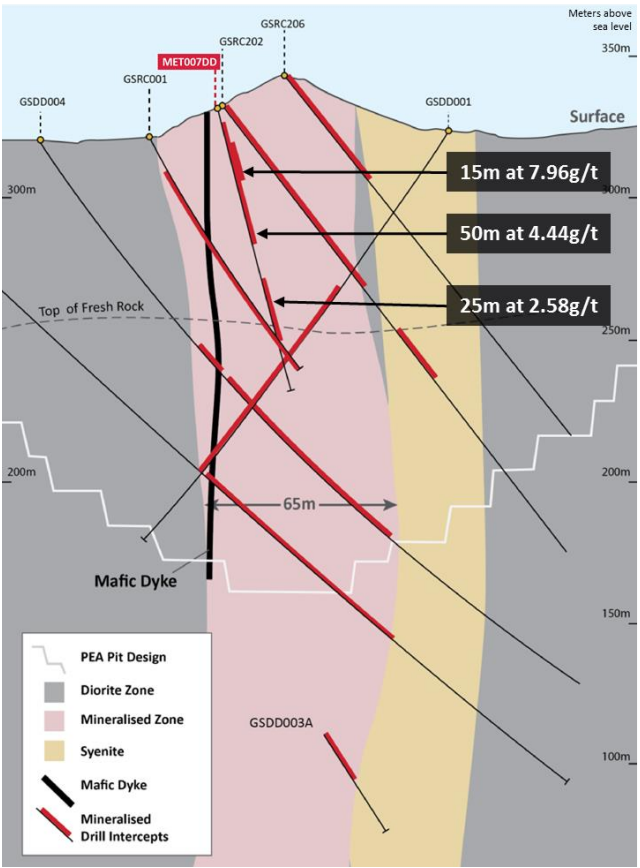 Meters above
sea level
GSRC206
GSRC202
MET007DD
GSRC001
GSDD004
GSDD001
350m
Surface
15m at 7.96g/t
300m
300m
50m at 4.44g/t
25m at 2.58g/t
Top of Fresh Rock
250m
200m
200m
65m
Mafic Dyke
150m
PEA Pit Design
Diorite Zone
Mineralised Zone
Syenite
Mafic Dyke
Mineralised
Drill Intercepts
GSDD003A
100m